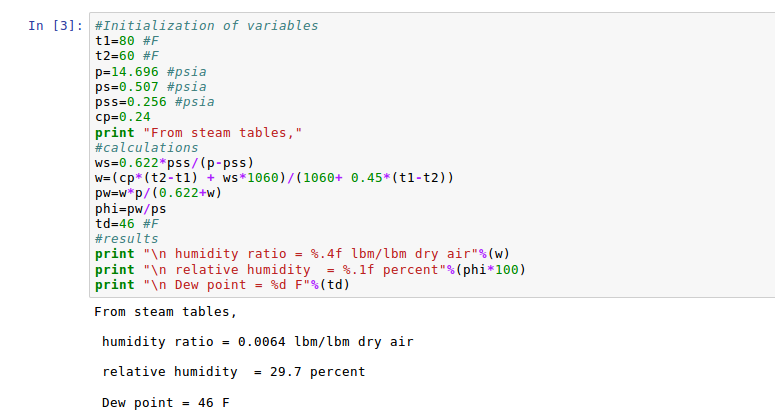 In [3]: #Initialization of variables
t1=80 #F
t2=60 #F
p=14.696 #psia
ps=0.507 #psia
pss=0.256 #psia
cp=0.24
print "From steam tables,"
#calculations
ws=0.622*pss/(p-pss)
w=(cp*(t2-t1) + ws*1060)/(1060+ 0.45*(t1-t2))
pw=w*p/(0.622+w)
phi=pw/ps
td=46 #F
#results
print "\n humidity ratio = %.4f lbm/lbm dry air"%(w)
print "\n relative humidity  = %.1f percent"%(phi*100)
print "\n Dew point = %d F"%(td)
From steam tables,
humidity ratio = 0.0064 lbm/lbm dry air
relative humidity  = 29.7 percent
Dew point = 46 F